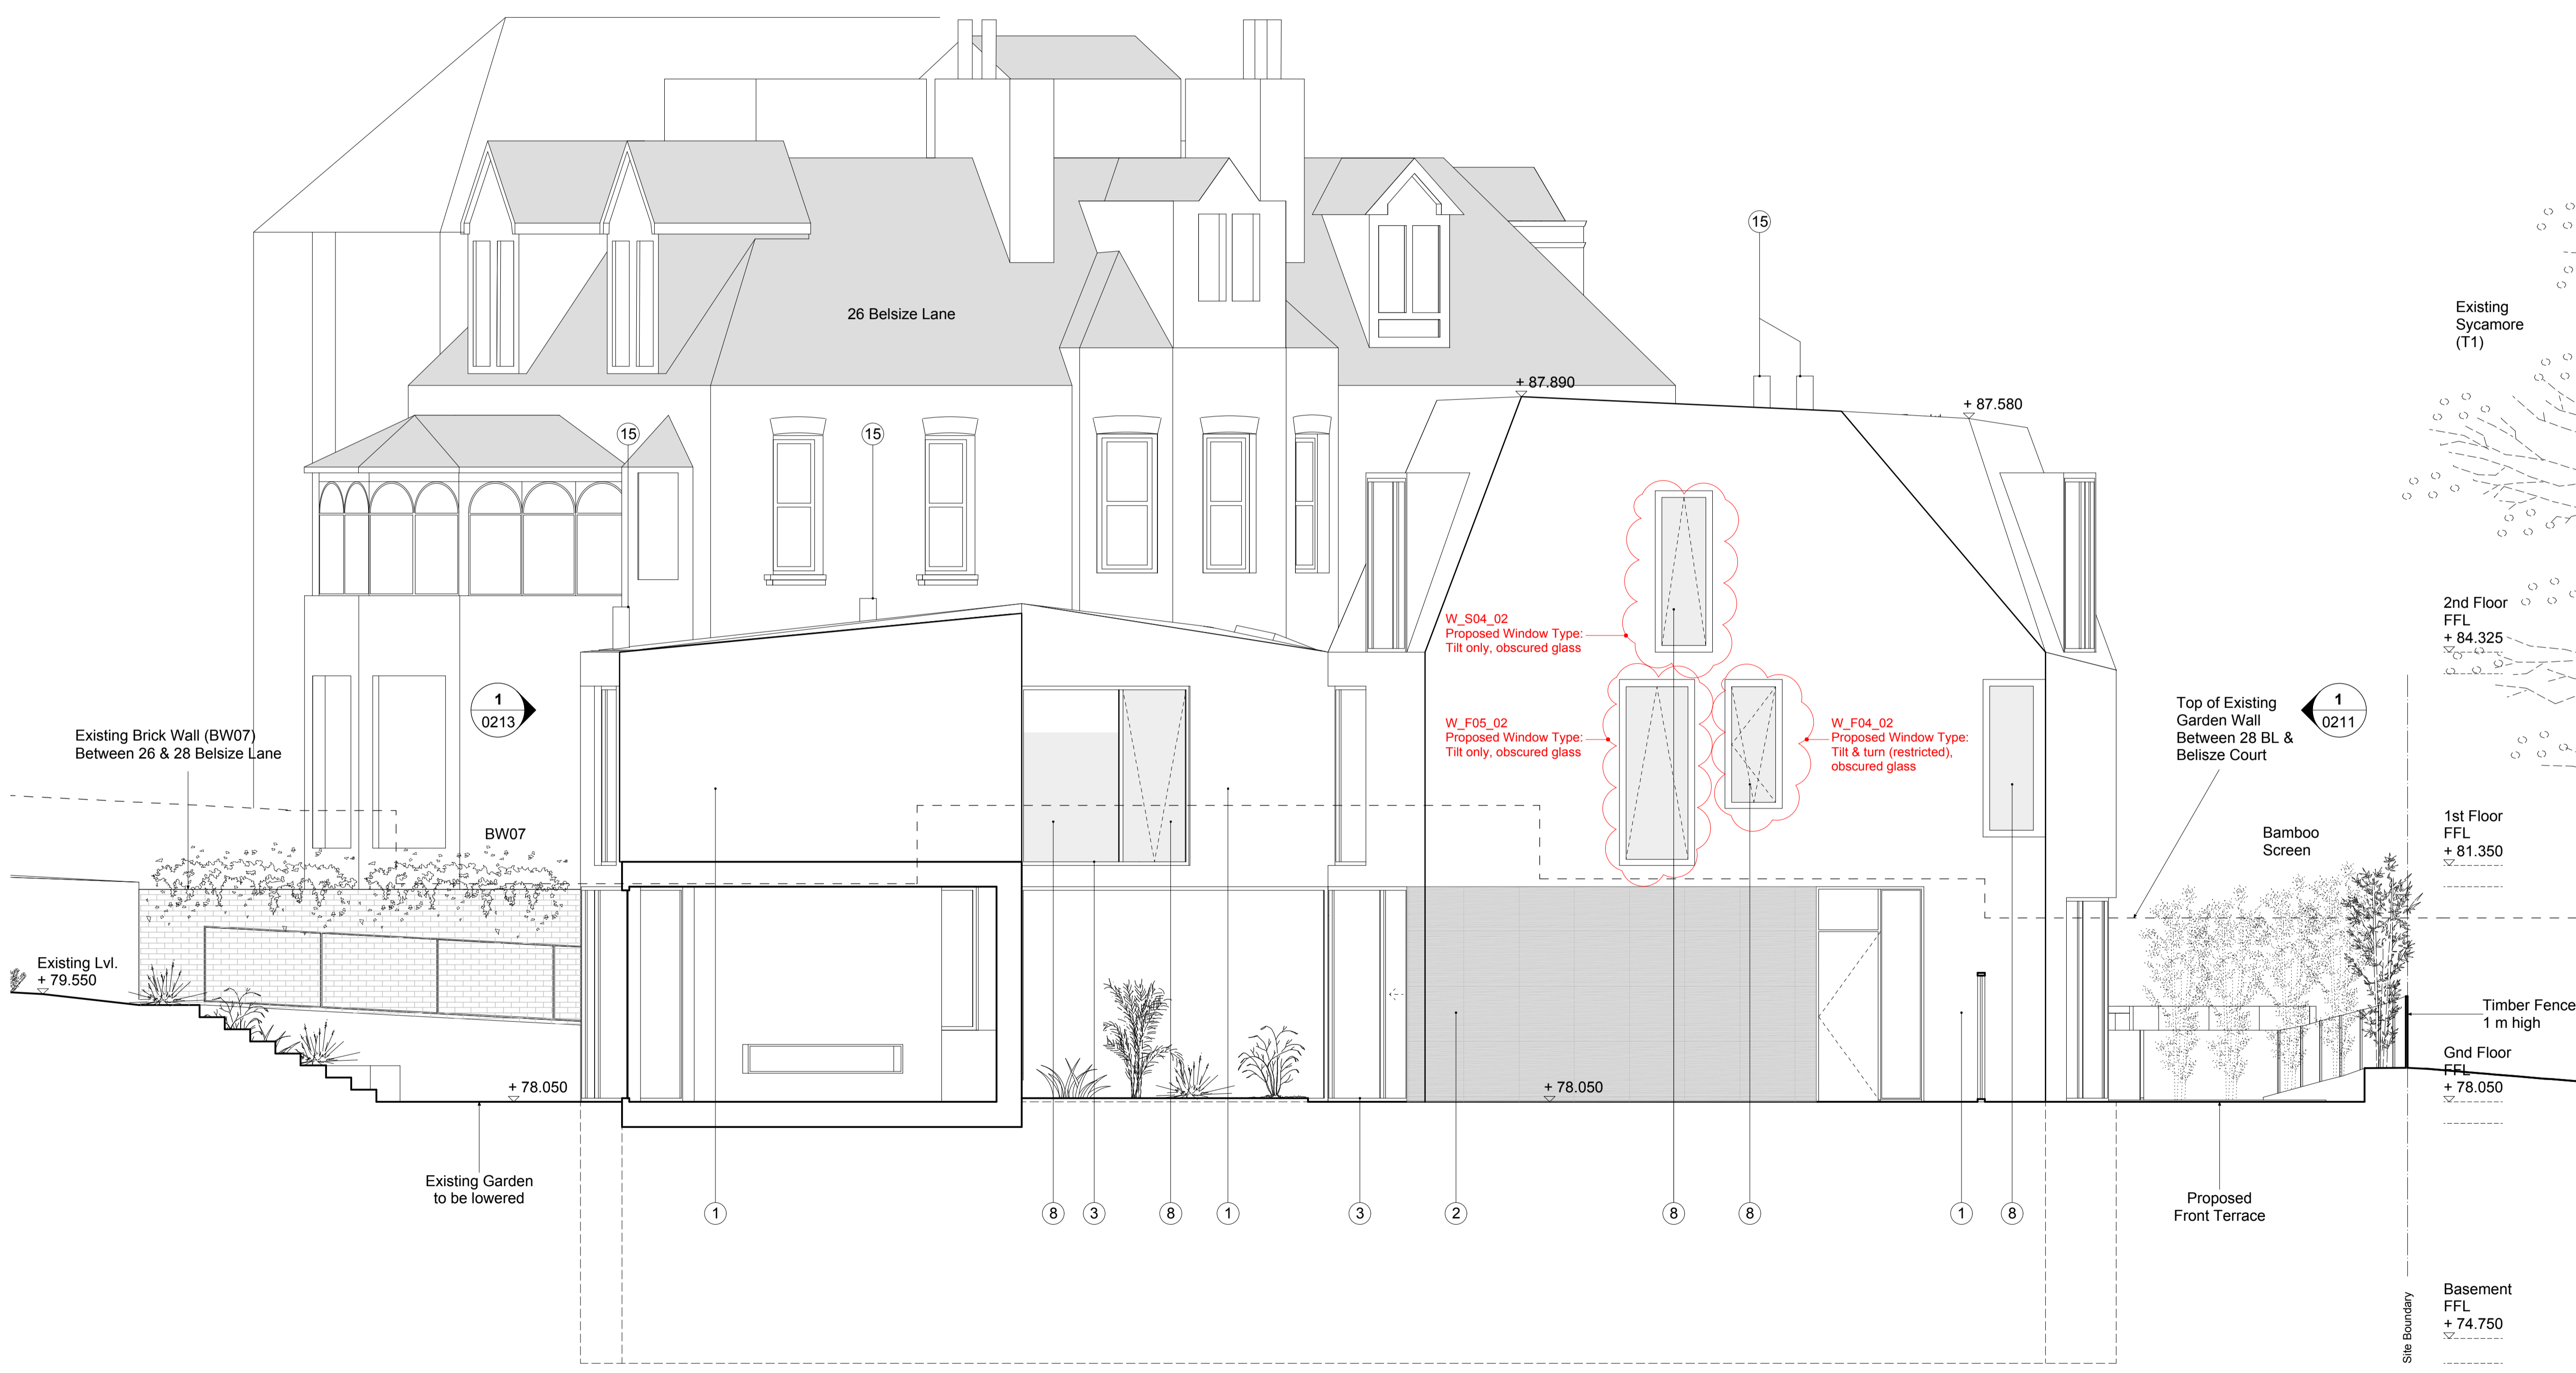 15
26 Belsize Lane
Existing
Sycamore
(T1)
+ 87.890
+ 87.580
15
15
2nd Floor
FFL
+ 84.325
W_S04_02
Proposed Window Type:
Tilt only, obscured glass
1
0213
Existing Brick Wall (BW07)
Between 26 & 28 Belsize Lane
W_F05_02
Proposed Window Type:
Tilt only, obscured glass
W_F04_02
Proposed Window Type:
Tilt & turn (restricted),
obscured glass
Top of Existing
Garden Wall
Between 28 BL &
Belisze Court
1
0211
BW07
Bamboo
Screen
1st Floor
FFL
+ 81.350
Existing Lvl.
+ 79.550
Timber Fence
1 m high
+ 78.050
+ 78.050
Gnd Floor
FFL
+ 78.050
Existing Garden
to be lowered
Proposed
Front Terrace
1
8
3
8
1
3
2
8
8
1
8
Site Boundary
Basement
FFL
+ 74.750